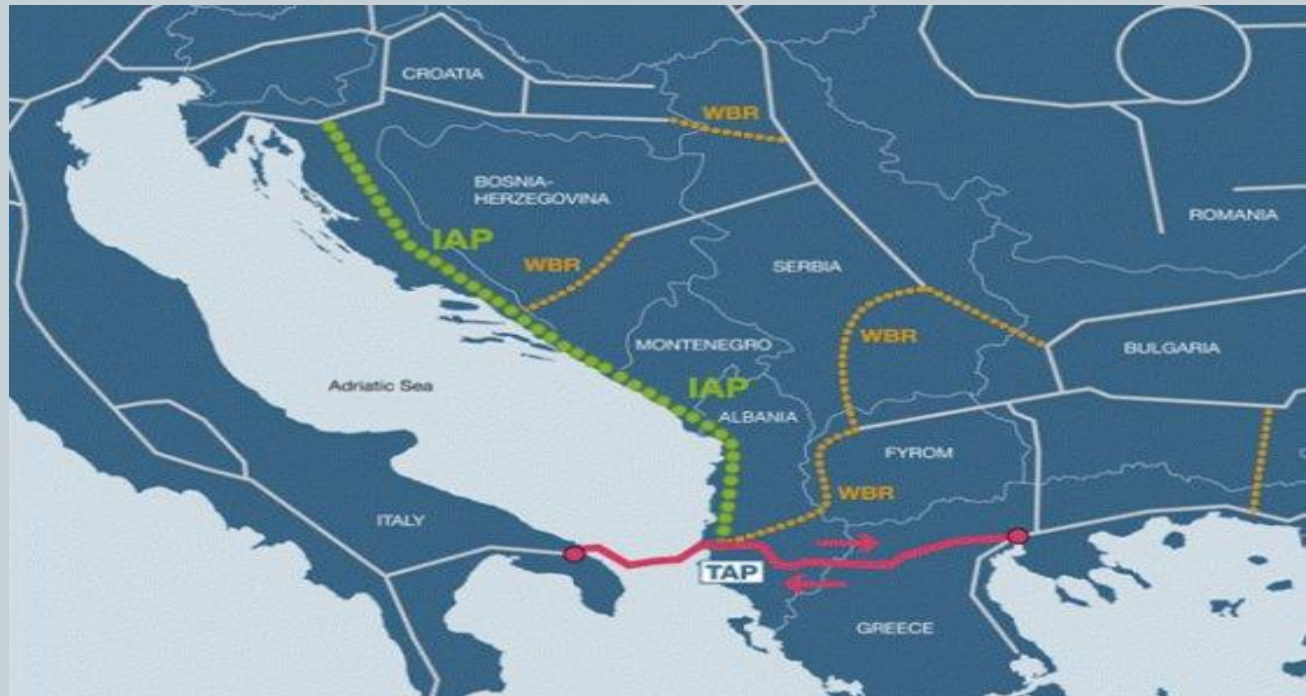 CROATIA
WBR
BOSNIA-
HERZEGOVINA
ROMANIA
IAP
WBR
SERBIA
WBR
MONTENEGRO
BULGARIA
Adriatic Sea
IAP
ALBANIA
FYROM
WBR
ITALY
TAP
GREECE